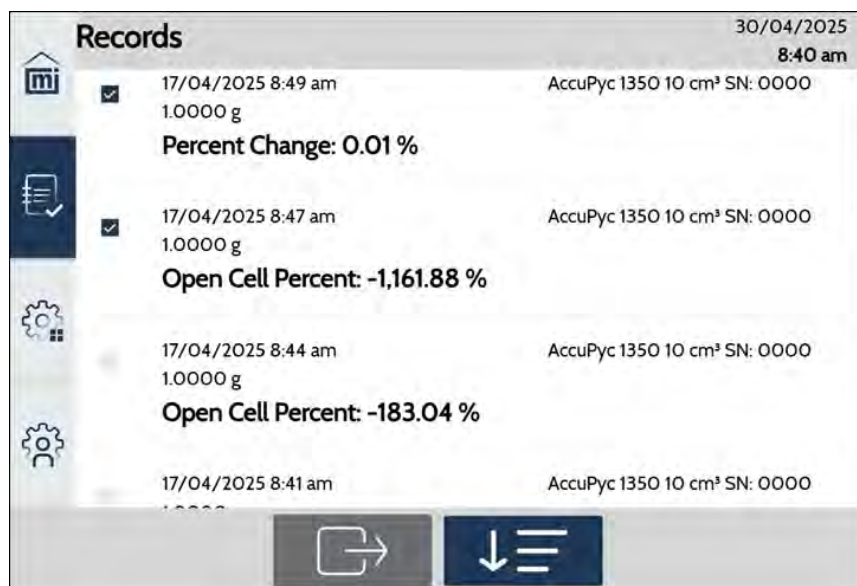 Records
30/04/2025
8:40 am
mi
17/04/2025 8:49 am AccuPyc 1350 10 cm³ SN: 0000
1.0000 g
Percent Change: 0.01 %
17/04/2025 8:47 am AccuPyc 1350 10 cm³ SN: 0000
1.0000 g
Open Cell Percent: -1,161.88 %
17/04/2025 8:44 am AccuPyc 1350 10 cm³ SN: 0000
1.0000 g
Open Cell Percent: -183.04 %
17/04/2025 8:41 am AccuPyc 1350 10 cm³ SN: 0000